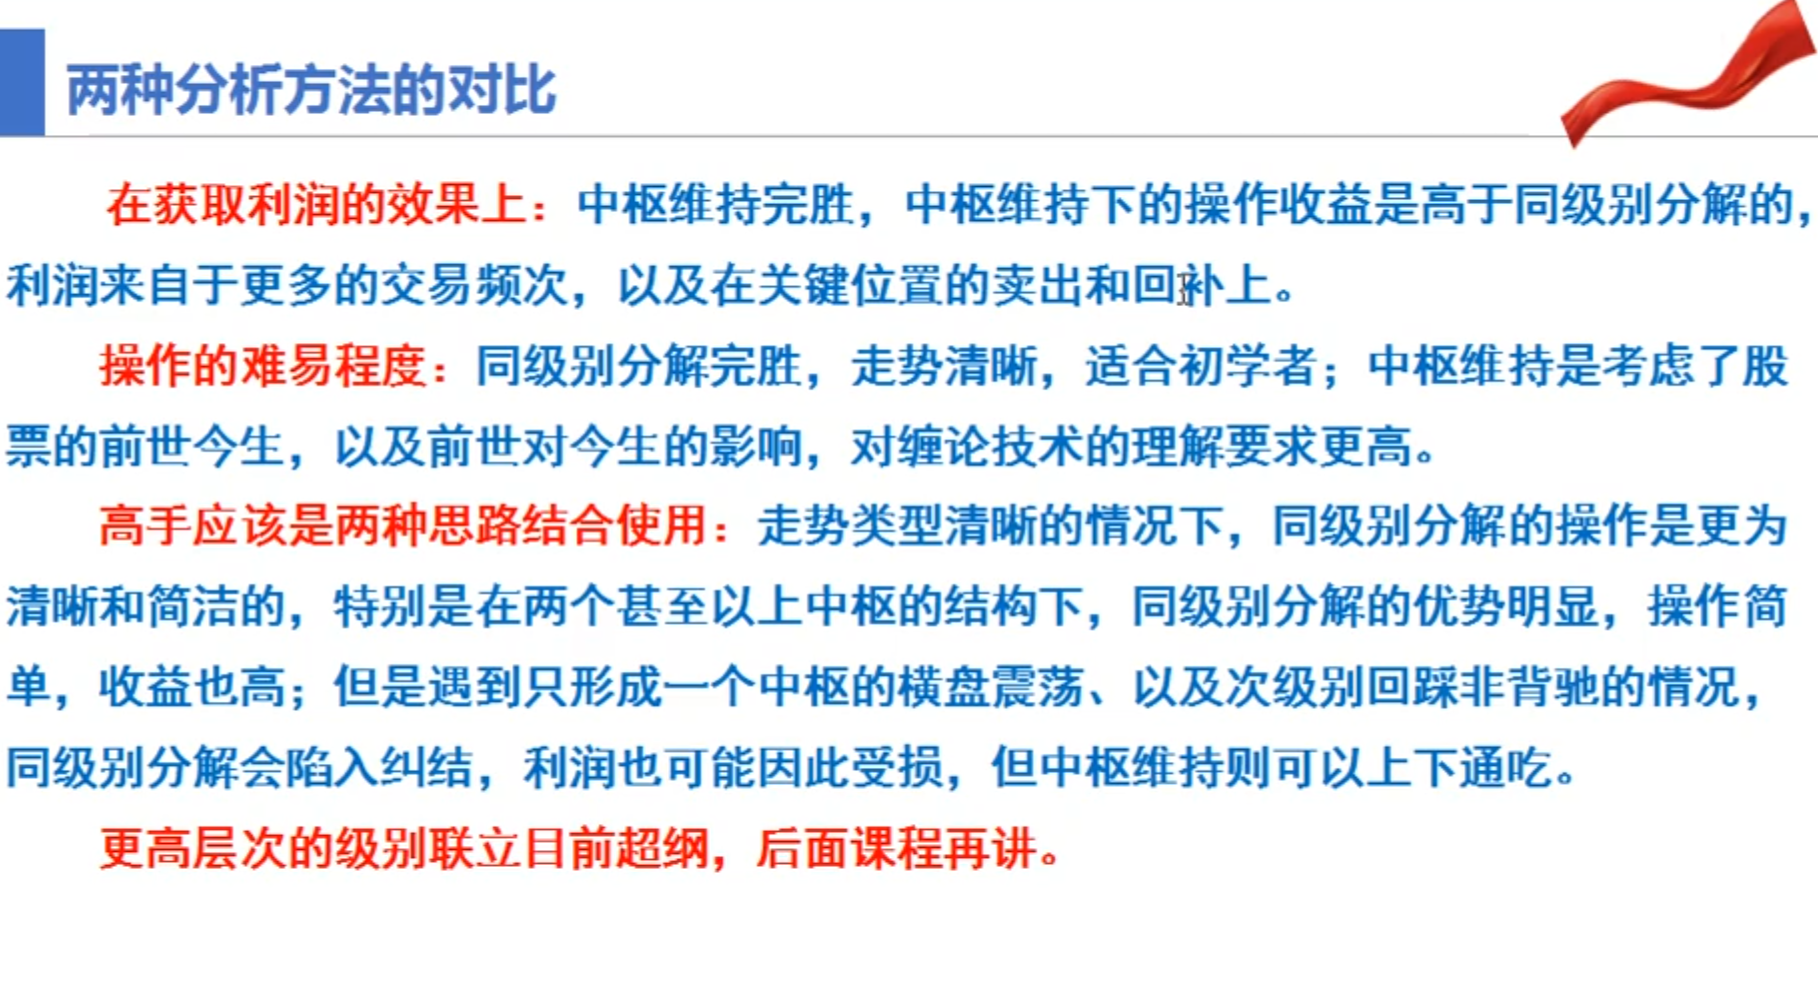 两种分析方法的对比
在获取利润的效果上：中枢维持完胜，中枢维持下的操作收益是高于同级别分解的，
利润来自于更多的交易频次，以及在关键位置的卖出和回补上。
操作的难易程度：同级别分解完胜，走势清晰，适合初学者；中枢维持是考虑了股
票的前世今生，以及前世对今生的影响，对缠论技术的理解要求更高。
高手应该是两种思路结合使用：走势类型清晰的情况下，同级别分解的操作是更为
清晰和简洁的，特别是在两个甚至以上中枢的结构下，同级别分解的优势明显，操作简
单，收益也高；但是遇到只形成一个中枢的横盘震荡、以及次级别回踩非背驰的情况，
同级别分解会陷入纠结，利润也可能因此受损，但中枢维持则可以上下通吃。
更高层次的级别联立目前超纲，后面课程再讲。